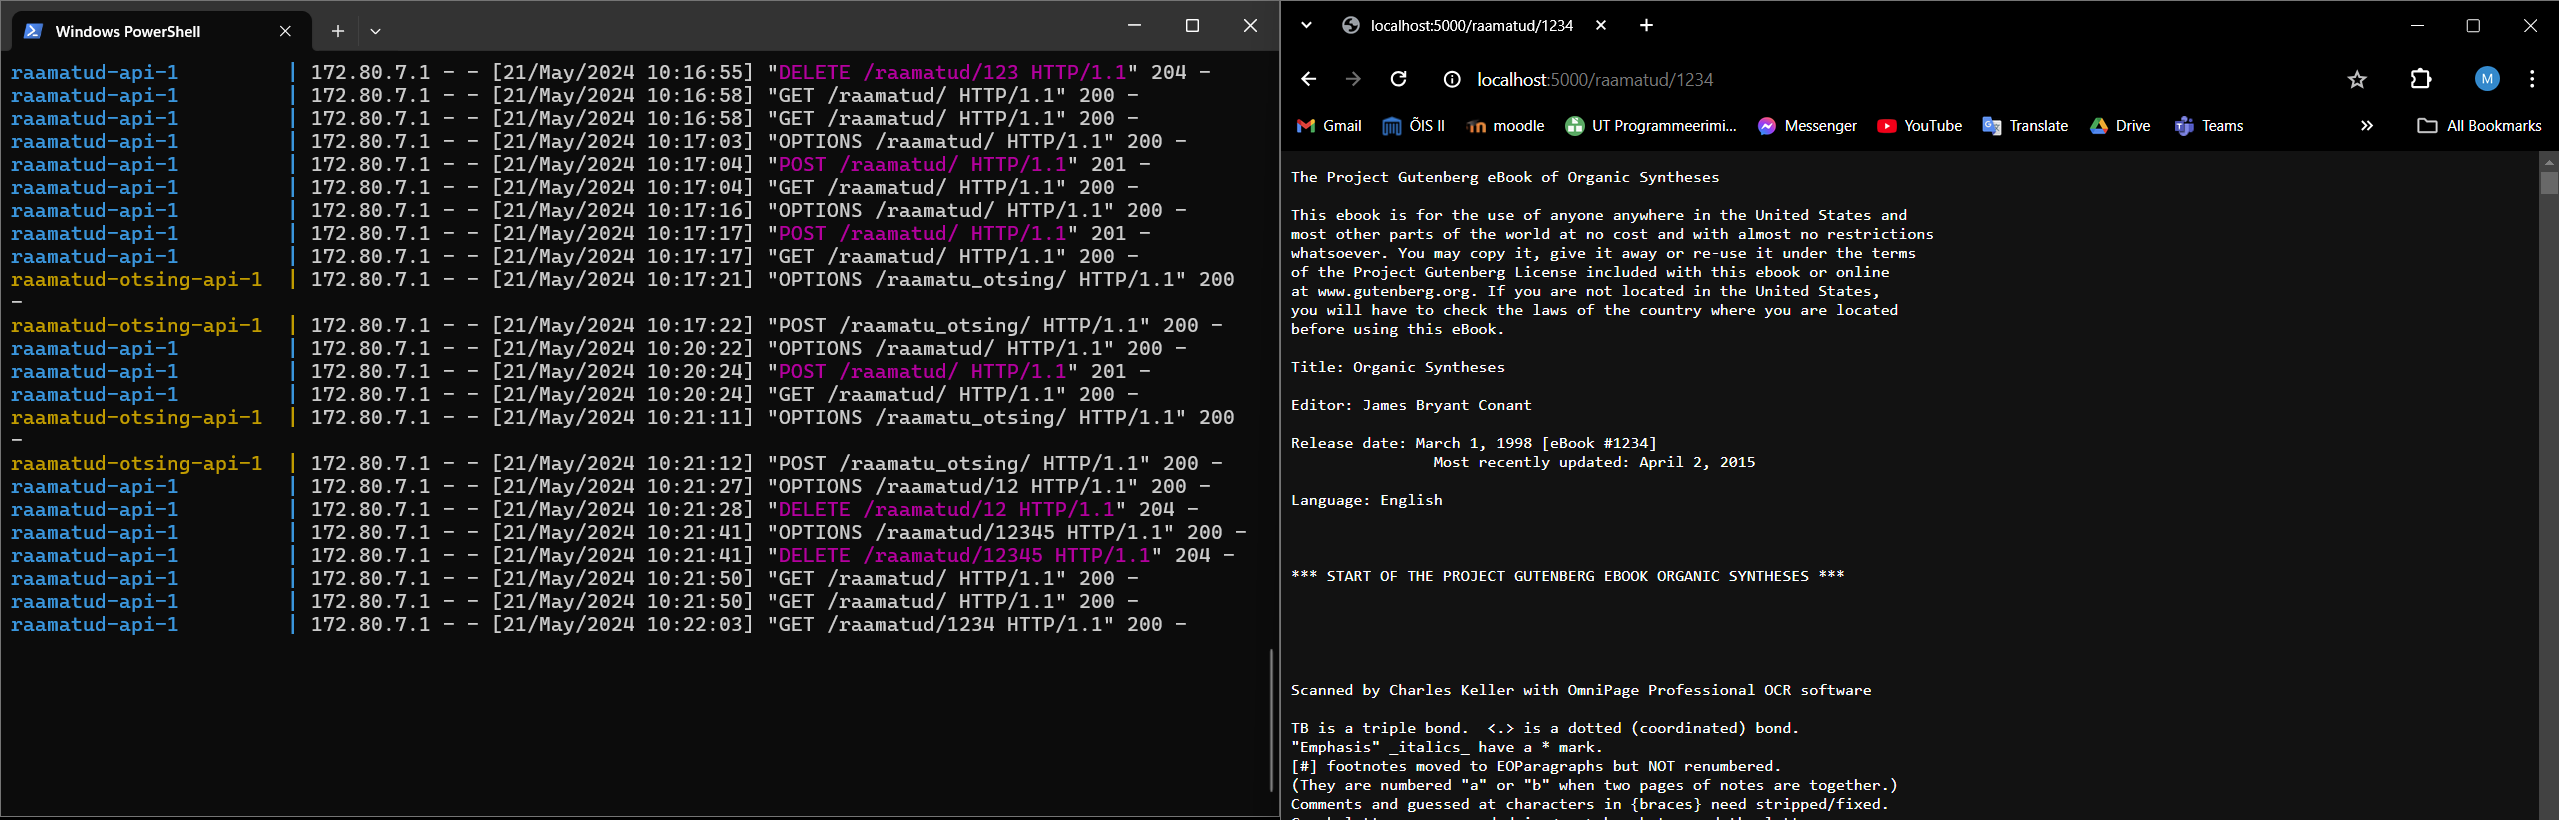 Windows PowerShell
raamatud-api-1 | 172.80.7.1 - - [21/May/2024 10:16:55] "DELETE /raamatud/123 HTTP/1.1" 204 -
raamatud-api-1 | 172.80.7.1 - - [21/May/2024 10:16:58] "GET /raamatud/ HTTP/1.1" 200 -
raamatud-api-1 | 172.80.7.1 - - [21/May/2024 10:16:58] "GET /raamatud/ HTTP/1.1" 200 -
raamatud-api-1 | 172.80.7.1 - - [21/May/2024 10:17:03] "OPTIONS /raamatud/ HTTP/1.1" 200 -
raamatud-api-1 | 172.80.7.1 - - [21/May/2024 10:17:04] "POST /raamatud/ HTTP/1.1" 201 -
raamatud-api-1 | 172.80.7.1 - - [21/May/2024 10:17:04] "GET /raamatud/ HTTP/1.1" 200 -
raamatud-api-1 | 172.80.7.1 - - [21/May/2024 10:17:16] "OPTIONS /raamatud/ HTTP/1.1" 200 -
raamatud-api-1 | 172.80.7.1 - - [21/May/2024 10:17:17] "POST /raamatud/ HTTP/1.1" 201 -
raamatud-api-1 | 172.80.7.1 - - [21/May/2024 10:17:17] "GET /raamatud/ HTTP/1.1" 200 -
raamatud-otsing-api-1 | 172.80.7.1 - - [21/May/2024 10:17:21] "OPTIONS /raamatu_otsing/ HTTP/1.1" 200
-
raamatud-otsing-api-1 | 172.80.7.1 - - [21/May/2024 10:17:22] "POST /raamatu_otsing/ HTTP/1.1" 200 -
raamatud-api-1 | 172.80.7.1 - - [21/May/2024 10:20:22] "OPTIONS /raamatud/ HTTP/1.1" 200 -
raamatud-api-1 | 172.80.7.1 - - [21/May/2024 10:20:24] "POST /raamatud/ HTTP/1.1" 201 -
raamatud-api-1 | 172.80.7.1 - - [21/May/2024 10:20:24] "GET /raamatud/ HTTP/1.1" 200 -
raamatud-otsing-api-1 | 172.80.7.1 - - [21/May/2024 10:21:11] "OPTIONS /raamatu_otsing/ HTTP/1.1" 200
-
raamatud-otsing-api-1 | 172.80.7.1 - - [21/May/2024 10:21:12] "POST /raamatu_otsing/ HTTP/1.1" 200 -
raamatud-api-1 | 172.80.7.1 - - [21/May/2024 10:21:27] "OPTIONS /raamatud/12 HTTP/1.1" 200 -
raamatud-api-1 | 172.80.7.1 - - [21/May/2024 10:21:28] "DELETE /raamatud/12 HTTP/1.1" 204 -
raamatud-api-1 | 172.80.7.1 - - [21/May/2024 10:21:41] "OPTIONS /raamatud/12345 HTTP/1.1" 200 -
raamatud-api-1 | 172.80.7.1 - - [21/May/2024 10:21:41] "DELETE /raamatud/12345 HTTP/1.1" 204 -
raamatud-api-1 | 172.80.7.1 - - [21/May/2024 10:21:50] "GET /raamatud/ HTTP/1.1" 200 -
raamatud-api-1 | 172.80.7.1 - - [21/May/2024 10:21:50] "GET /raamatud/ HTTP/1.1" 200 -
raamatud-api-1 | 172.80.7.1 - - [21/May/2024 10:22:03] "GET /raamatud/1234 HTTP/1.1" 200 -
localhost:5000/raamatud/1234
localhost:5000/raamatud/1234
M
Gmail ÕIS II moodle UT Programmeerimi... Messenger YouTube Translate Drive Teams All Bookmarks
The Project Gutenberg eBook of Organic Syntheses
This ebook is for the use of anyone anywhere in the United States and
most other parts of the world at no cost and with almost no restrictions
whatsoever. You may copy it, give it away or re-use it under the terms
of the Project Gutenberg License included with this ebook or online
at www.gutenberg.org. If you are not located in the United States,
you will have to check the laws of the country where you are located
before using this eBook.
Title: Organic Syntheses
Editor: James Bryant Conant
Release date: March 1, 1998 [eBook #1234]
Most recently updated: April 2, 2015
Language: English
*** START OF THE PROJECT GUTENBERG EBOOK ORGANIC SYNTHESES ***
Scanned by Charles Keller with OmniPage Professional OCR software
TB is a triple bond. <.> is a dotted (coordinated) bond.
"Emphasis" _italics_ have a * mark.
[#] footnotes moved to EOParagraphs but NOT renumbered.
(They are numbered "a" or "b" when two pages of notes are together.)
Comments and guessed at characters in {braces} need stripped/fixed.